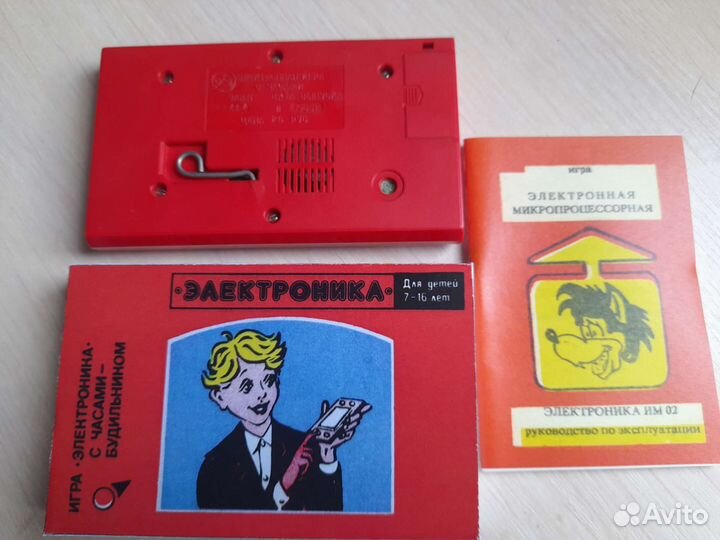 игра
ЭЛЕКТРОННАЯ
МИКРОПРОЦЕССОРНАЯ
ЭЛЕКТРОНИКА ИМ 02
руководство по эксплуатации
·ЭЛЕКТРОНИКА·
Для детей
7-16 лет
ИГРА ·ЭЛЕКТРОНИКА·
С ЧАСАМИ-
БУДИЛЬНИКОМ
Avito